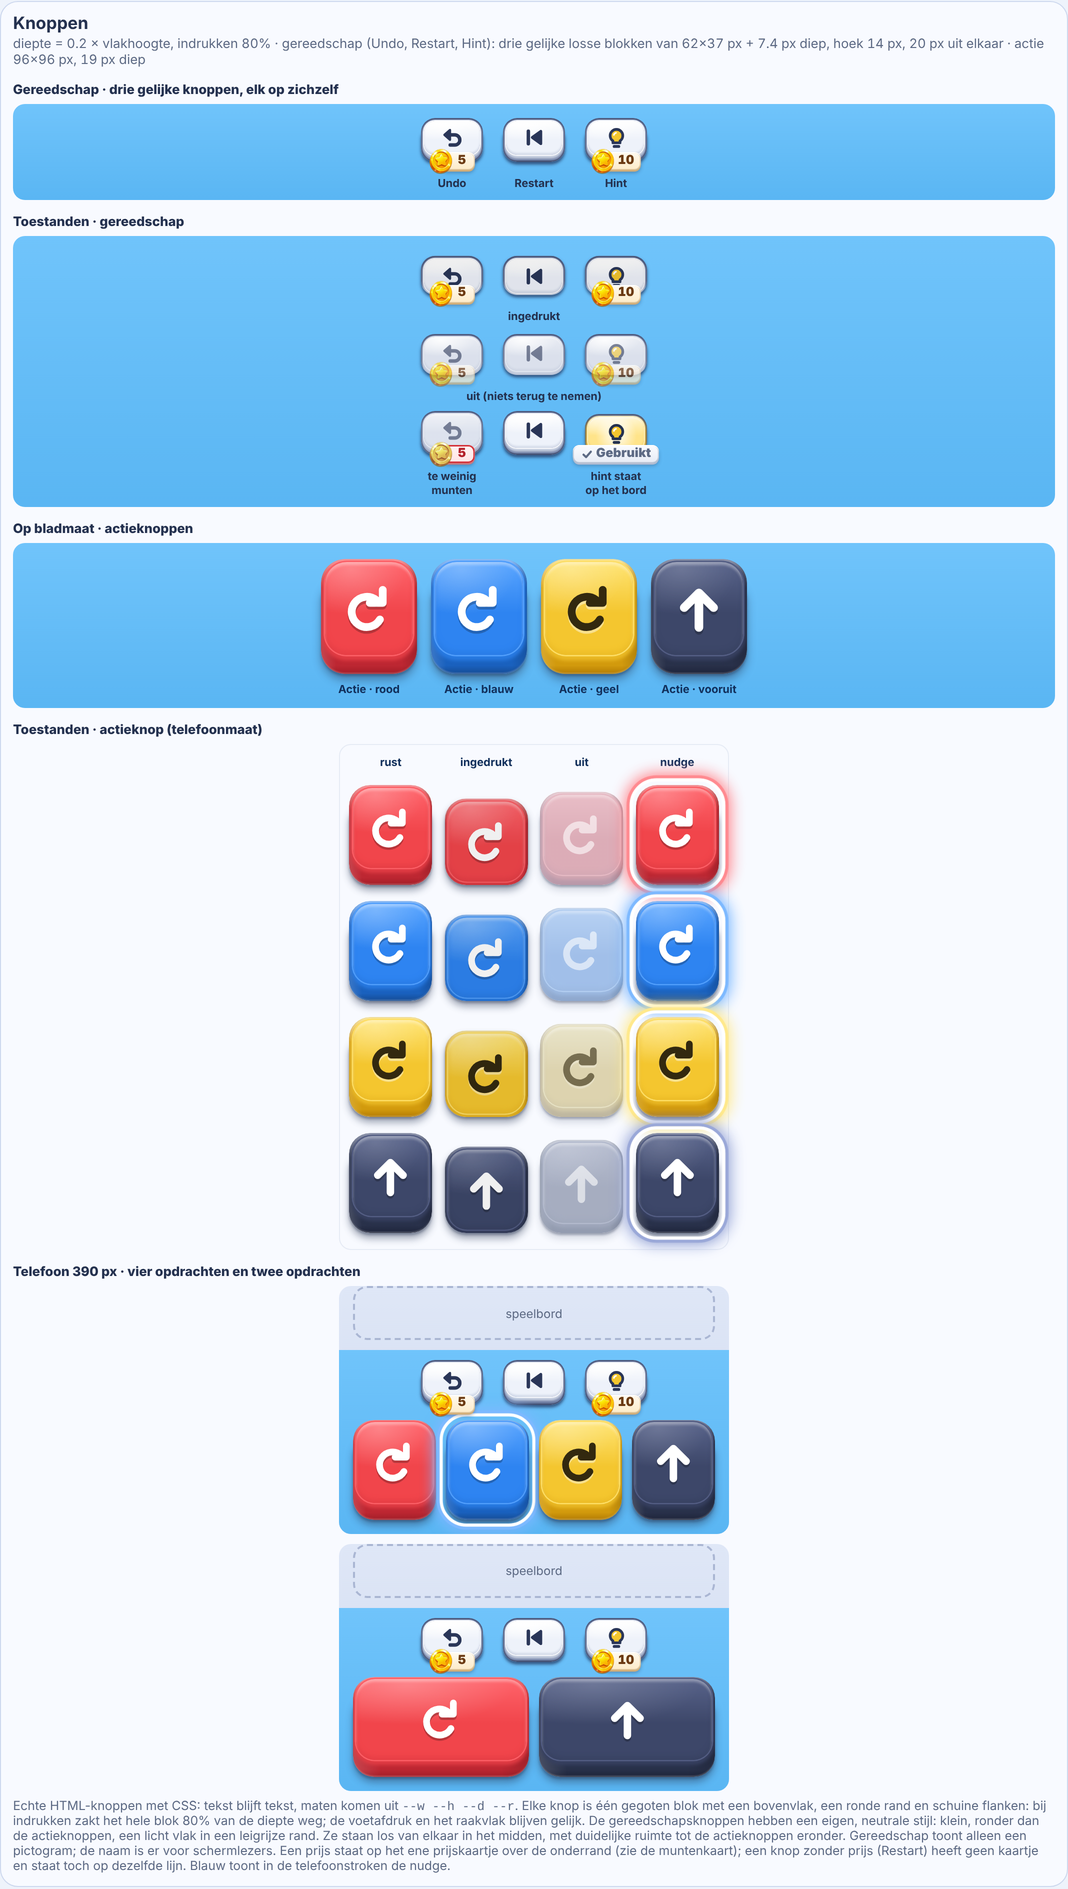 Knoppen
diepte = 0.2 × vlakhoogte, indrukken 80% · gereedschap (Undo, Restart, Hint): drie gelijke losse blokken van 62×37 px + 7.4 px diep, hoek 14 px, 20 px uit elkaar · actie
96×96 px, 19 px diep
Gereedschap · drie gelijke knoppen, elk op zichzelf
5
10
Undo
Restart
Hint
Toestanden · gereedschap
5
10
ingedrukt
5
10
uit (niets terug te nemen)
5
Gebruikt
te weinig
munten
hint staat
op het bord
Op bladmaat · actieknoppen
Actie · rood
Actie · blauw
Actie · geel
Actie · vooruit
Toestanden · actieknop (telefoonmaat)
rust
ingedrukt
uit
nudge
Telefoon 390 px · vier opdrachten en twee opdrachten
speelbord
5
10
speelbord
5
10
Echte HTML-knoppen met CSS: tekst blijft tekst, maten komen uit --w --h --d --r. Elke knop is één gegoten blok met een bovenvlak, een ronde rand en schuine flanken: bij
indrukken zakt het hele blok 80% van de diepte weg; de voetafdruk en het raakvlak blijven gelijk. De gereedschapsknoppen hebben een eigen, neutrale stijl: klein, ronder dan
de actieknoppen, een licht vlak in een leigrijze rand. Ze staan los van elkaar in het midden, met duidelijke ruimte tot de actieknoppen eronder. Gereedschap toont alleen een
pictogram; de naam is er voor schermlezers. Een prijs staat op het ene prijskaartje over de onderrand (zie de muntenkaart); een knop zonder prijs (Restart) heeft geen kaartje
en staat toch op dezelfde lijn. Blauw toont in de telefoonstroken de nudge.